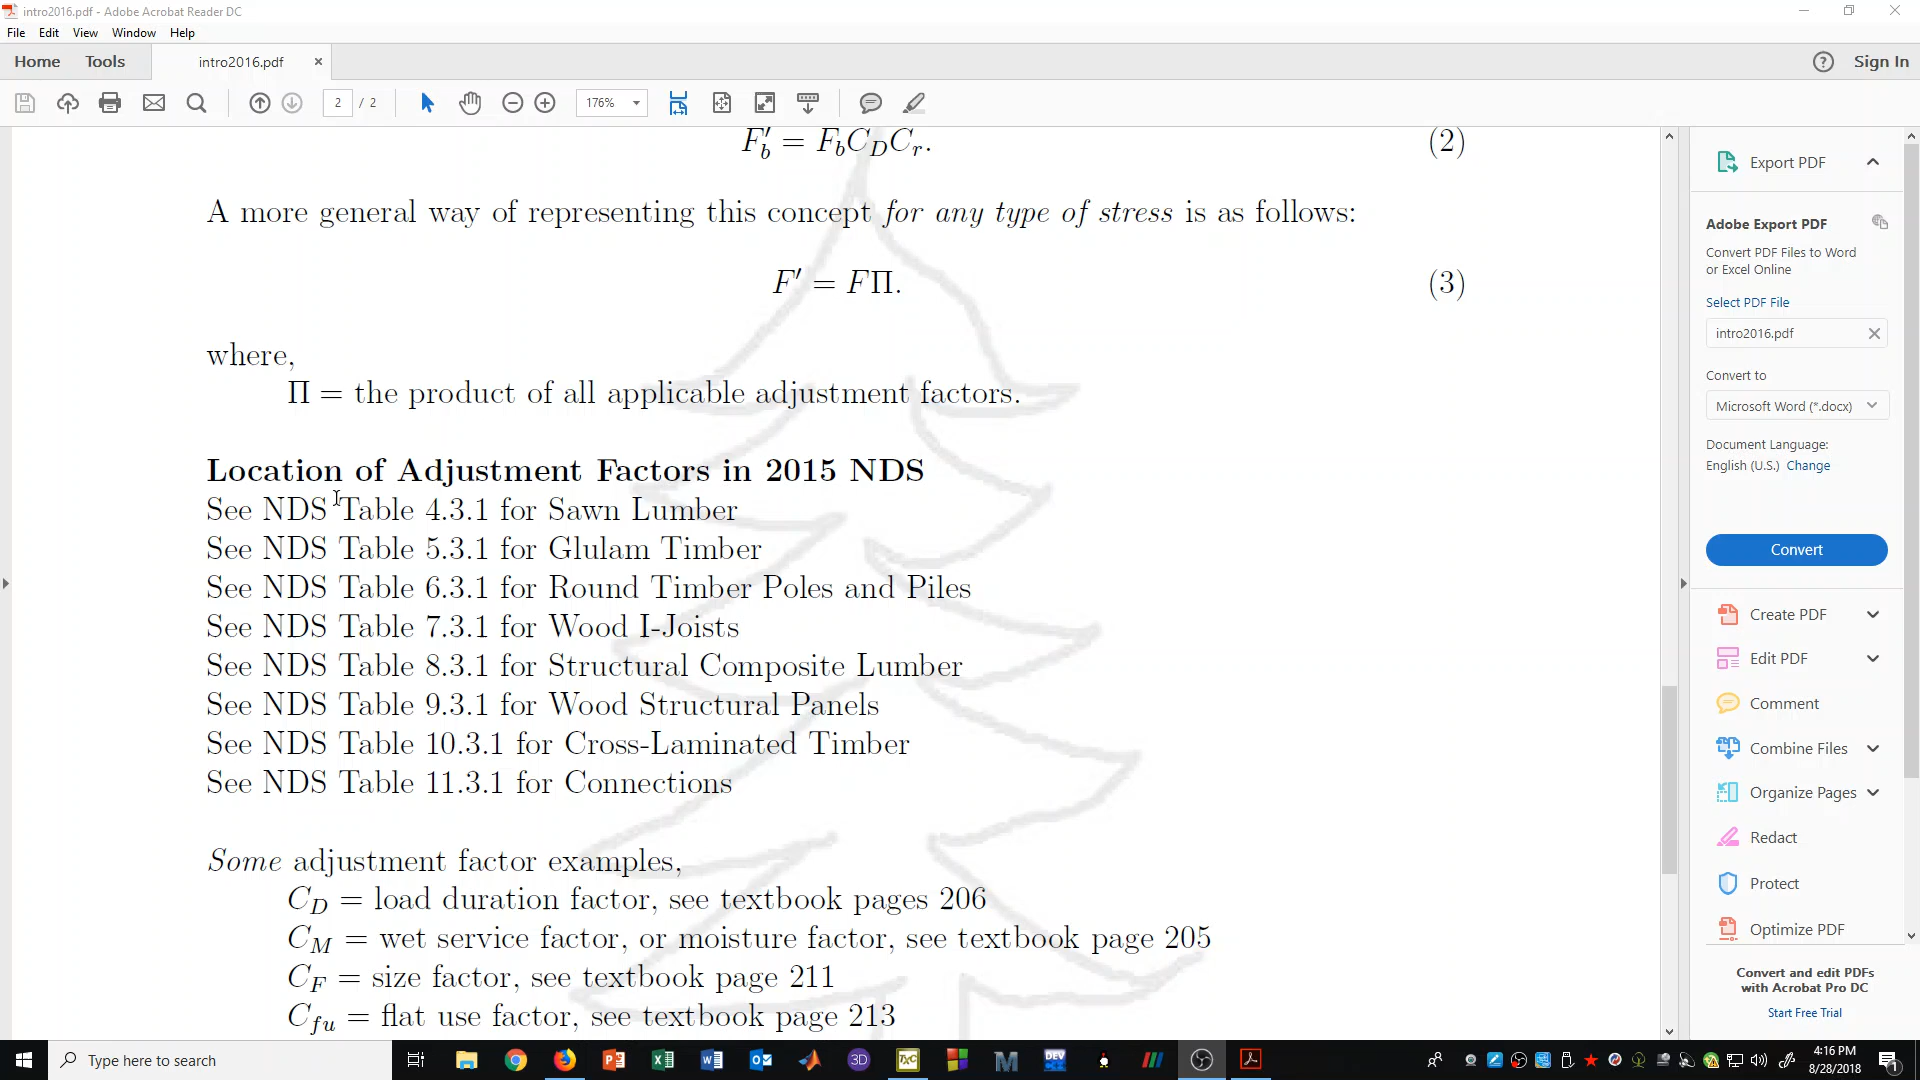 intro2016.pdf - Adobe Acrobat Reader DC
File Edit View Window Help
Home Tools intro2016.pdf × Sign In
2 / 2 176%
F′_b = F_bC_DC_r. (2)
A more general way of representing this concept for any type of stress is as follows:
F′ = FΠ. (3)
where,
Π = the product of all applicable adjustment factors.
Location of Adjustment Factors in 2015 NDS
See NDS Table 4.3.1 for Sawn Lumber
See NDS Table 5.3.1 for Glulam Timber
See NDS Table 6.3.1 for Round Timber Poles and Piles
See NDS Table 7.3.1 for Wood I-Joists
See NDS Table 8.3.1 for Structural Composite Lumber
See NDS Table 9.3.1 for Wood Structural Panels
See NDS Table 10.3.1 for Cross-Laminated Timber
See NDS Table 11.3.1 for Connections
Some adjustment factor examples,
C_D = load duration factor, see textbook pages 206
C_M = wet service factor, or moisture factor, see textbook page 205
C_F = size factor, see textbook page 211
C_fu = flat use factor, see textbook page 213
Export PDF
Adobe Export PDF
Convert PDF Files to Word
or Excel Online
Select PDF File
intro2016.pdf
Convert to
Microsoft Word (*.docx)
Document Language:
English (U.S.) Change
Convert
Create PDF
Edit PDF
Comment
Combine Files
Organize Pages
Redact
Protect
Optimize PDF
Convert and edit PDFs
with Acrobat Pro DC
Start Free Trial
Type here to search
3D
TXC
DEV
4:16 PM
8/28/2018
1